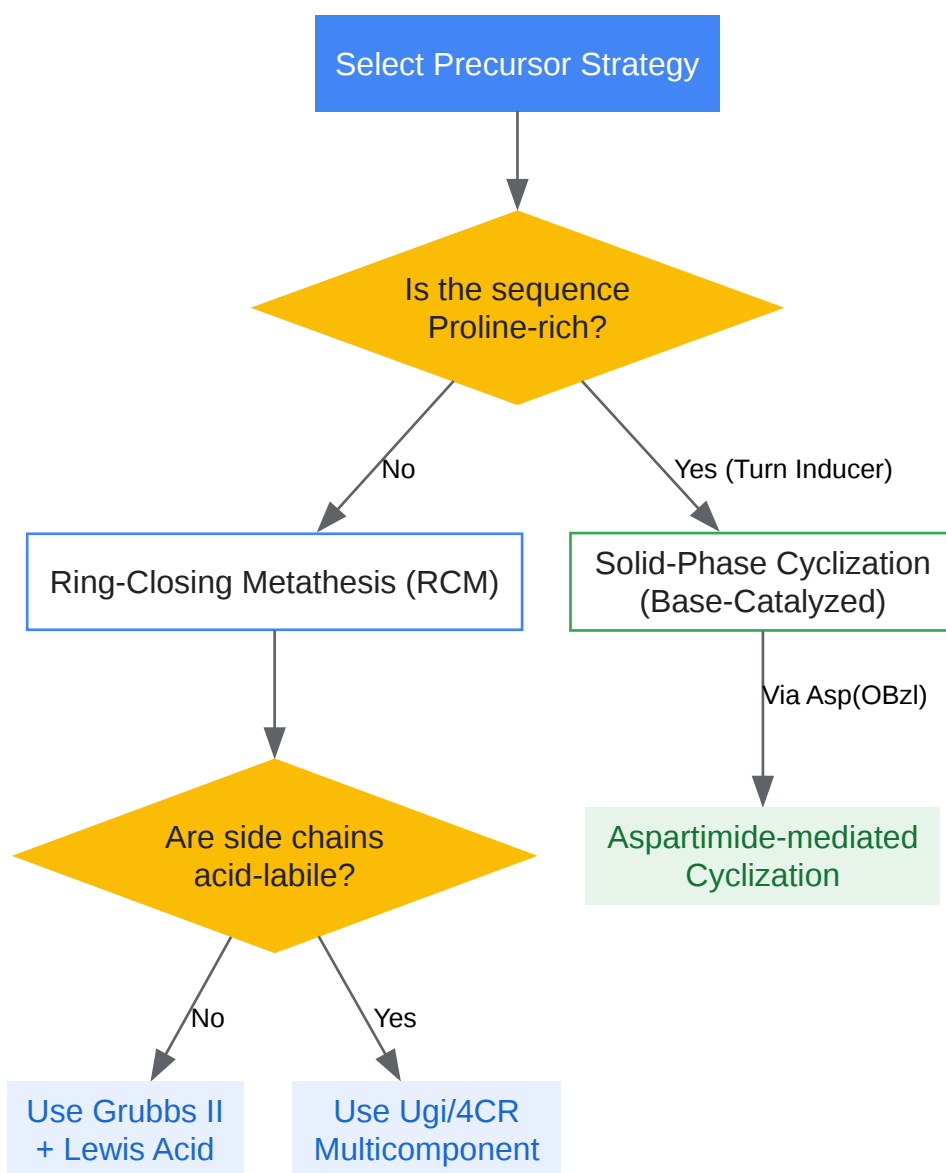 Select Precursor Strategy
Is the sequence
Proline-rich?
No
Yes (Turn Inducer)
Ring-Closing Metathesis (RCM)
Solid-Phase Cyclization
(Base-Catalyzed)
Via Asp(OBzl)
Are side chains
acid-labile?
Aspartimide-mediated
Cyclization
No
Yes
Use Grubbs II
+ Lewis Acid
Use Ugi/4CR
Multicomponent